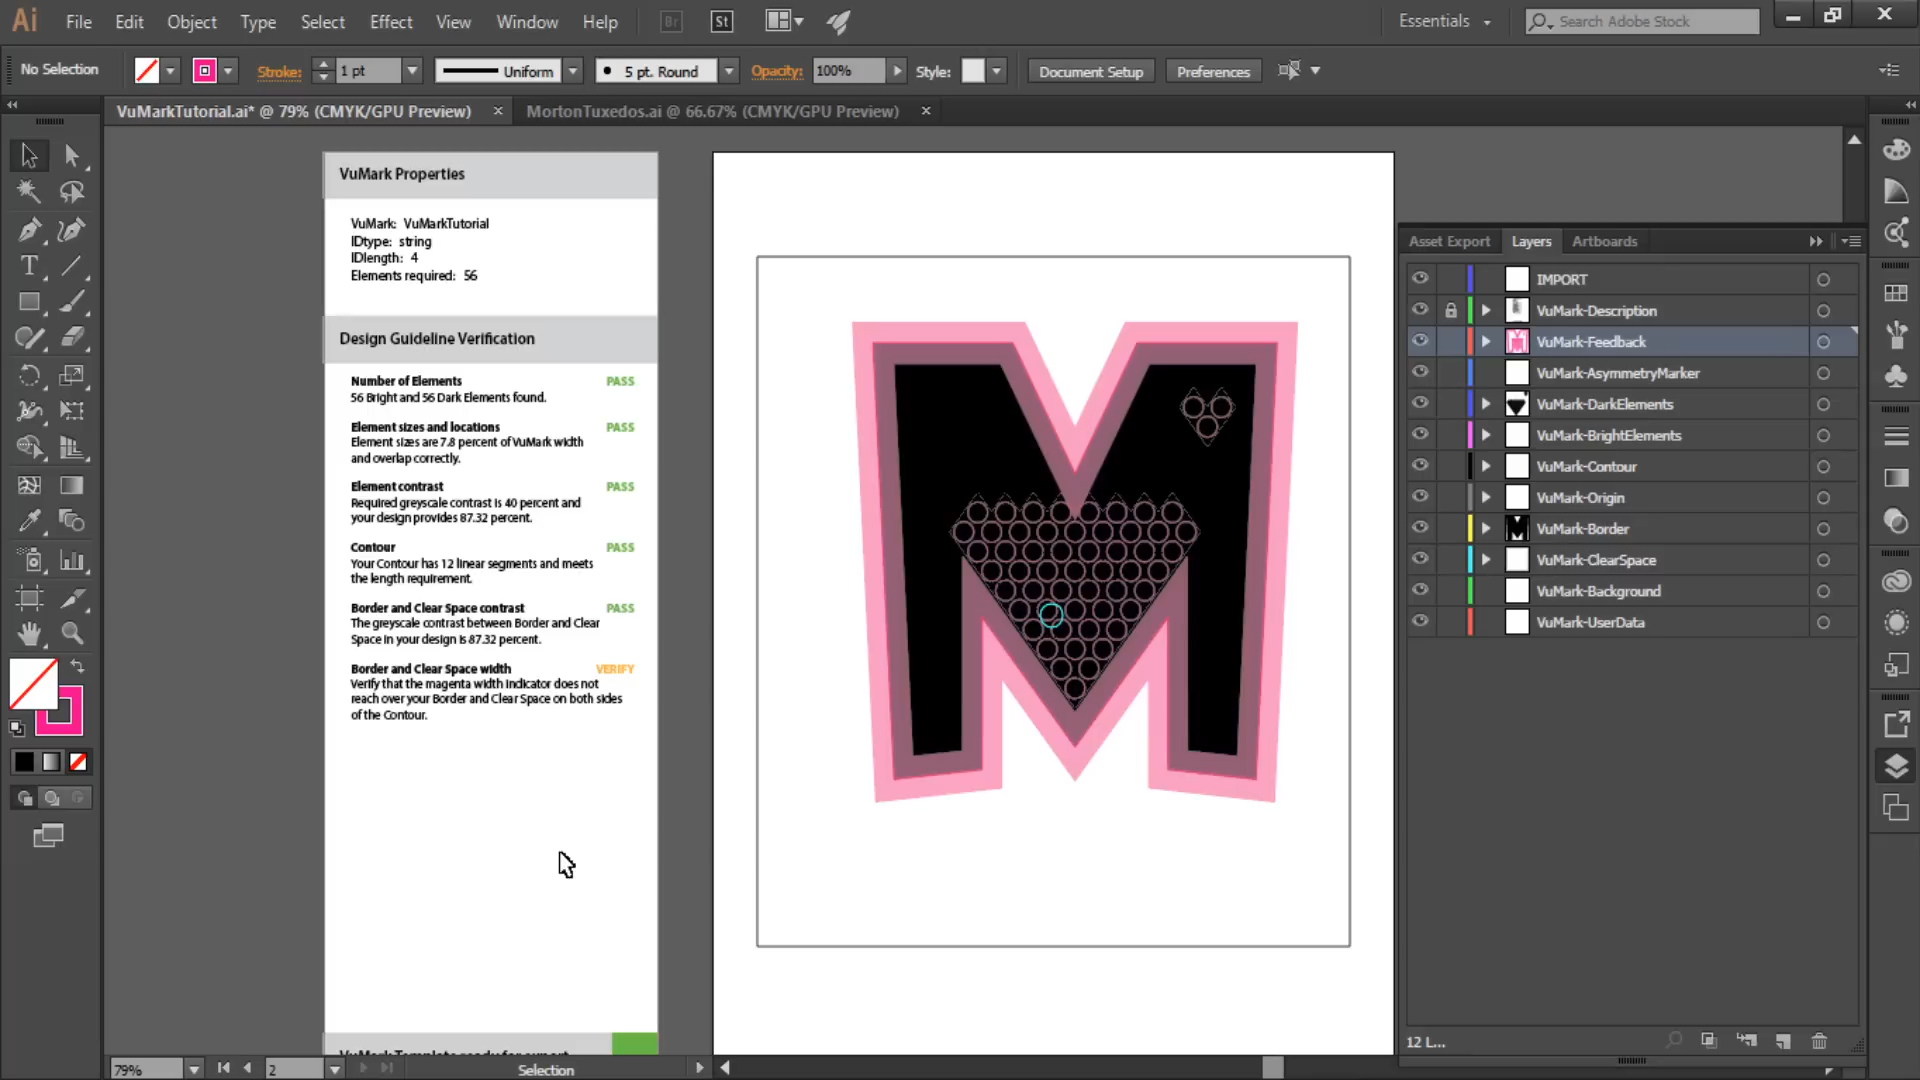 Ai File Edit Object Type Select Effect View Window Help Br St Essentials Search Adobe Stock
No Selection Stroke: 1 pt Uniform 5 pt. Round Opacity: 100% Style: Document Setup Preferences
VuMarkTutorial.ai* @ 79% (CMYK/GPU Preview) MortonTuxedos.ai @ 66.67% (CMYK/GPU Preview)
VuMark Properties
VuMark: VuMarkTutorial
IDtype: string
IDlength: 4
Elements required: 56
Design Guideline Verification
Number of Elements PASS
56 Bright and 56 Dark Elements found.
Element sizes and locations PASS
Element sizes are 7.8 percent of VuMark width
and overlap correctly.
Element contrast PASS
Required greyscale contrast is 40 percent and
your design provides 87.32 percent.
Contour PASS
Your Contour has 12 linear segments and meets
the length requirement.
Border and Clear Space contrast PASS
The greyscale contrast between Border and Clear
Space in your design is 87.32 percent.
Border and Clear Space width VERIFY
Verify that the magenta width indicator does not
reach over your Border and Clear Space on both sides
of the Contour.
VuMark Template ready for export
M
Asset Export Layers Artboards
IMPORT
VuMark-Description
VuMark-Feedback
VuMark-AsymmetryMarker
VuMark-DarkElements
VuMark-BrightElements
VuMark-Contour
VuMark-Origin
VuMark-Border
VuMark-ClearSpace
VuMark-Background
VuMark-UserData
12 L...
79% 2 Selection